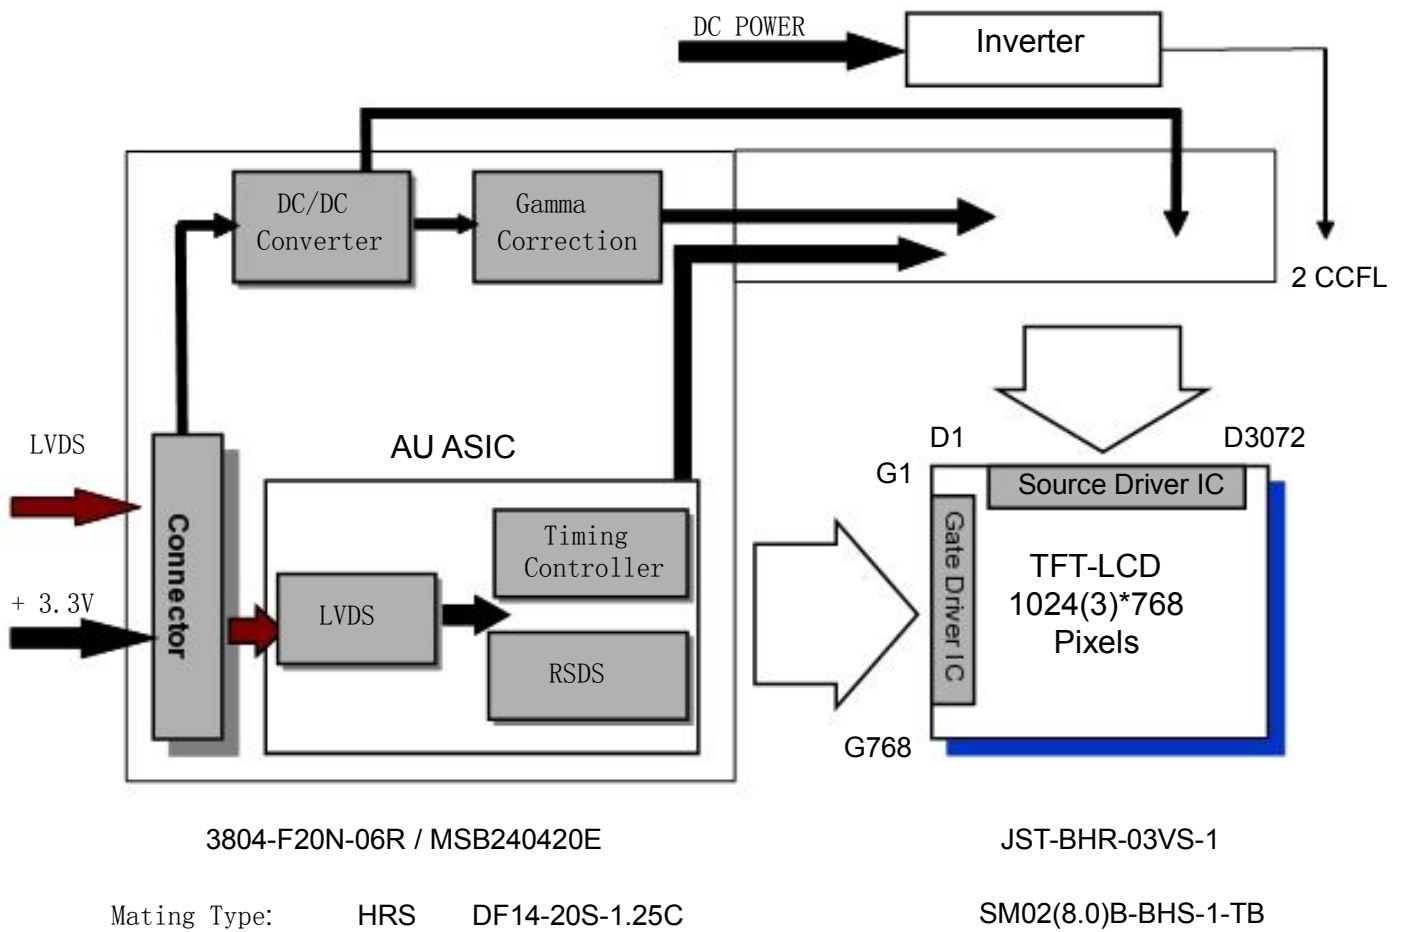 DC POWER
Inverter
DC/DC
Converter
Gamma
Correction
2 CCFL
LVDS
AU ASIC
D1
D3072
G1
Source Driver IC
Connector
Timing
Controller
Gate Driver IC
TFT-LCD
1024(3)*768
Pixels
+ 3.3V
LVDS
RSDS
G768
3804-F20N-06R / MSB240420E
JST-BHR-03VS-1
Mating Type: HRS DF14-20S-1.25C
SM02(8.0)B-BHS-1-TB